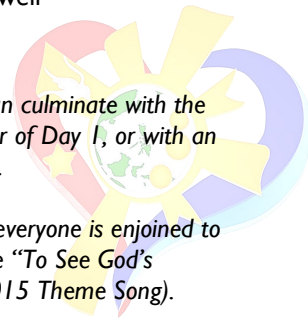 well
n culminate with the
r of Day 1, or with an
.
everyone is enjoined to
e “To See God’s
015 Theme Song).